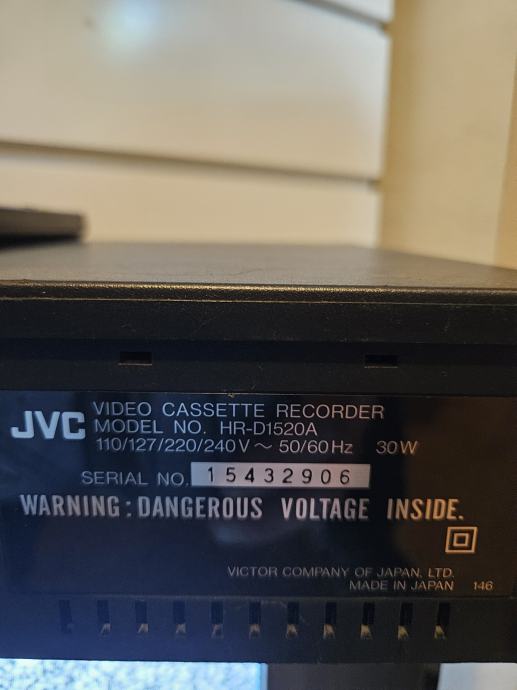 JVC
VIDEO CASSETTE RECORDER
MODEL NO. HR-D1520A
110/127/220/240V ~ 50/60Hz 30W
SERIAL NO. 15432906
WARNING : DANGEROUS VOLTAGE INSIDE.
VICTOR COMPANY OF JAPAN, LTD.
MADE IN JAPAN 146